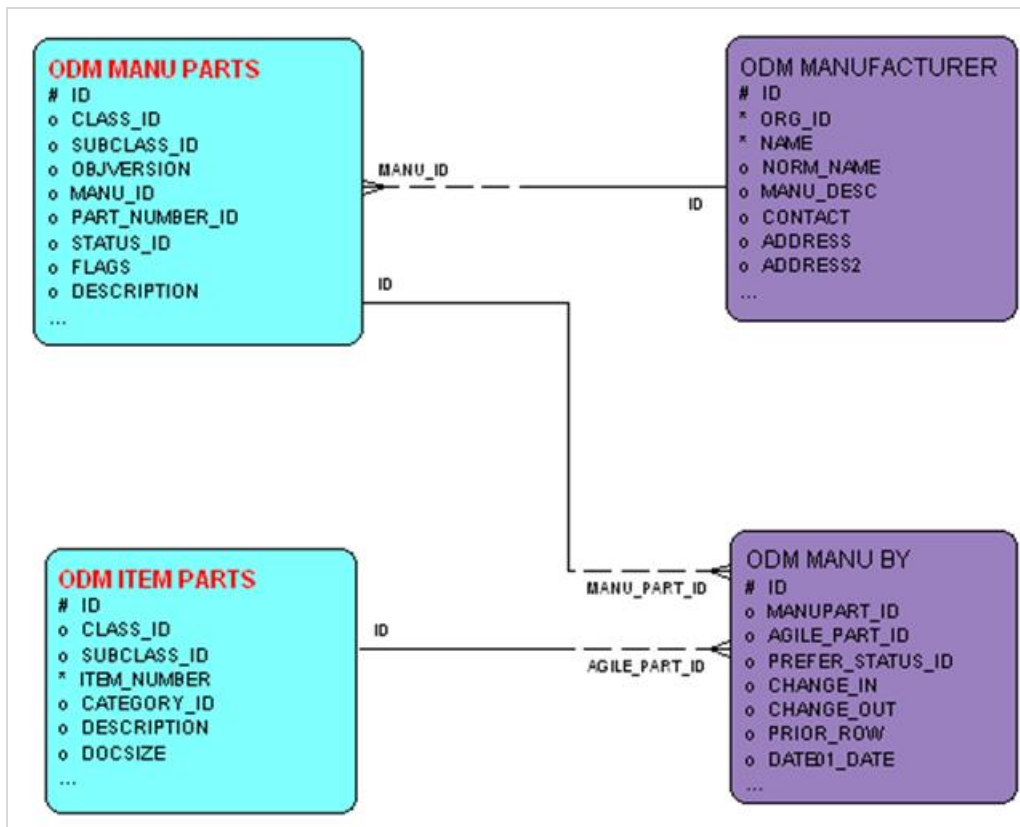 ODM MANU PARTS
# ID
o CLASS_ID
o SUBCLASS_ID
o OBJVERSION
o MANU_ID
o PART_NUMBER_ID
o STATUS_ID
o FLAGS
o DESCRIPTION
...
MANU_ID
ID
ODM MANUFACTURER
# ID
* ORG_ID
* NAME
o NORM_NAME
o MANU_DESC
o CONTACT
o ADDRESS
o ADDRESS2
...
ID
MANU_PART_ID
ODM ITEM PARTS
# ID
o CLASS_ID
o SUBCLASS_ID
* ITEM_NUMBER
o CATEGORY_ID
o DESCRIPTION
o DOCSIZE
...
ID
AGILE_PART_ID
ODM MANU BY
# ID
o MANUPART_ID
o AGILE_PART_ID
o PREFER_STATUS_ID
o CHANGE_IN
o CHANGE_OUT
o PRIOR_ROW
o DATE01_DATE
...